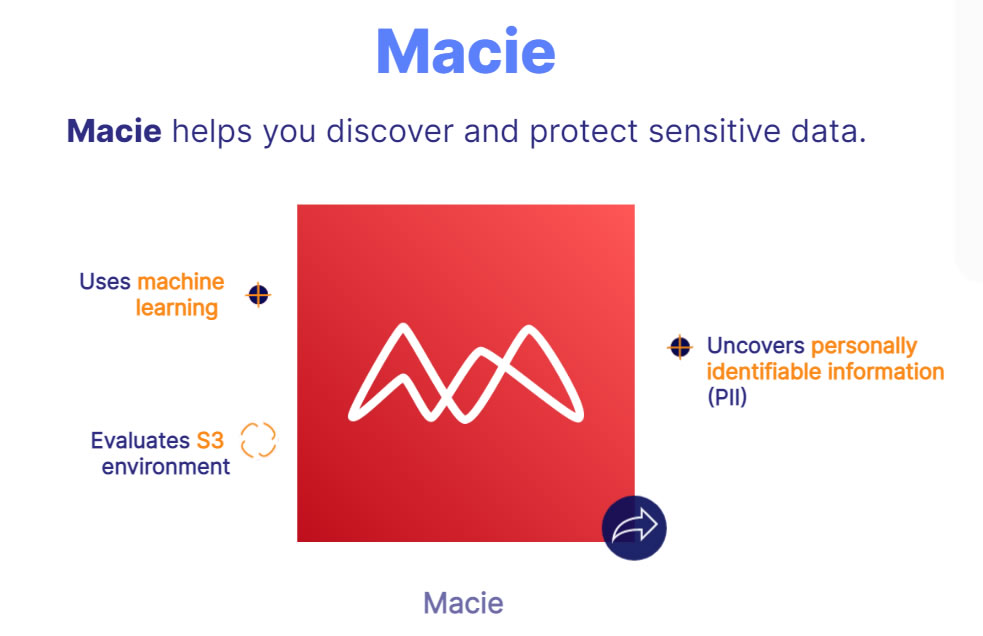 Macie
Macie helps you discover and protect sensitive data.
Uses machine
learning
Evaluates S3
environment
Uncovers personally
identifiable information
(PII)
Macie